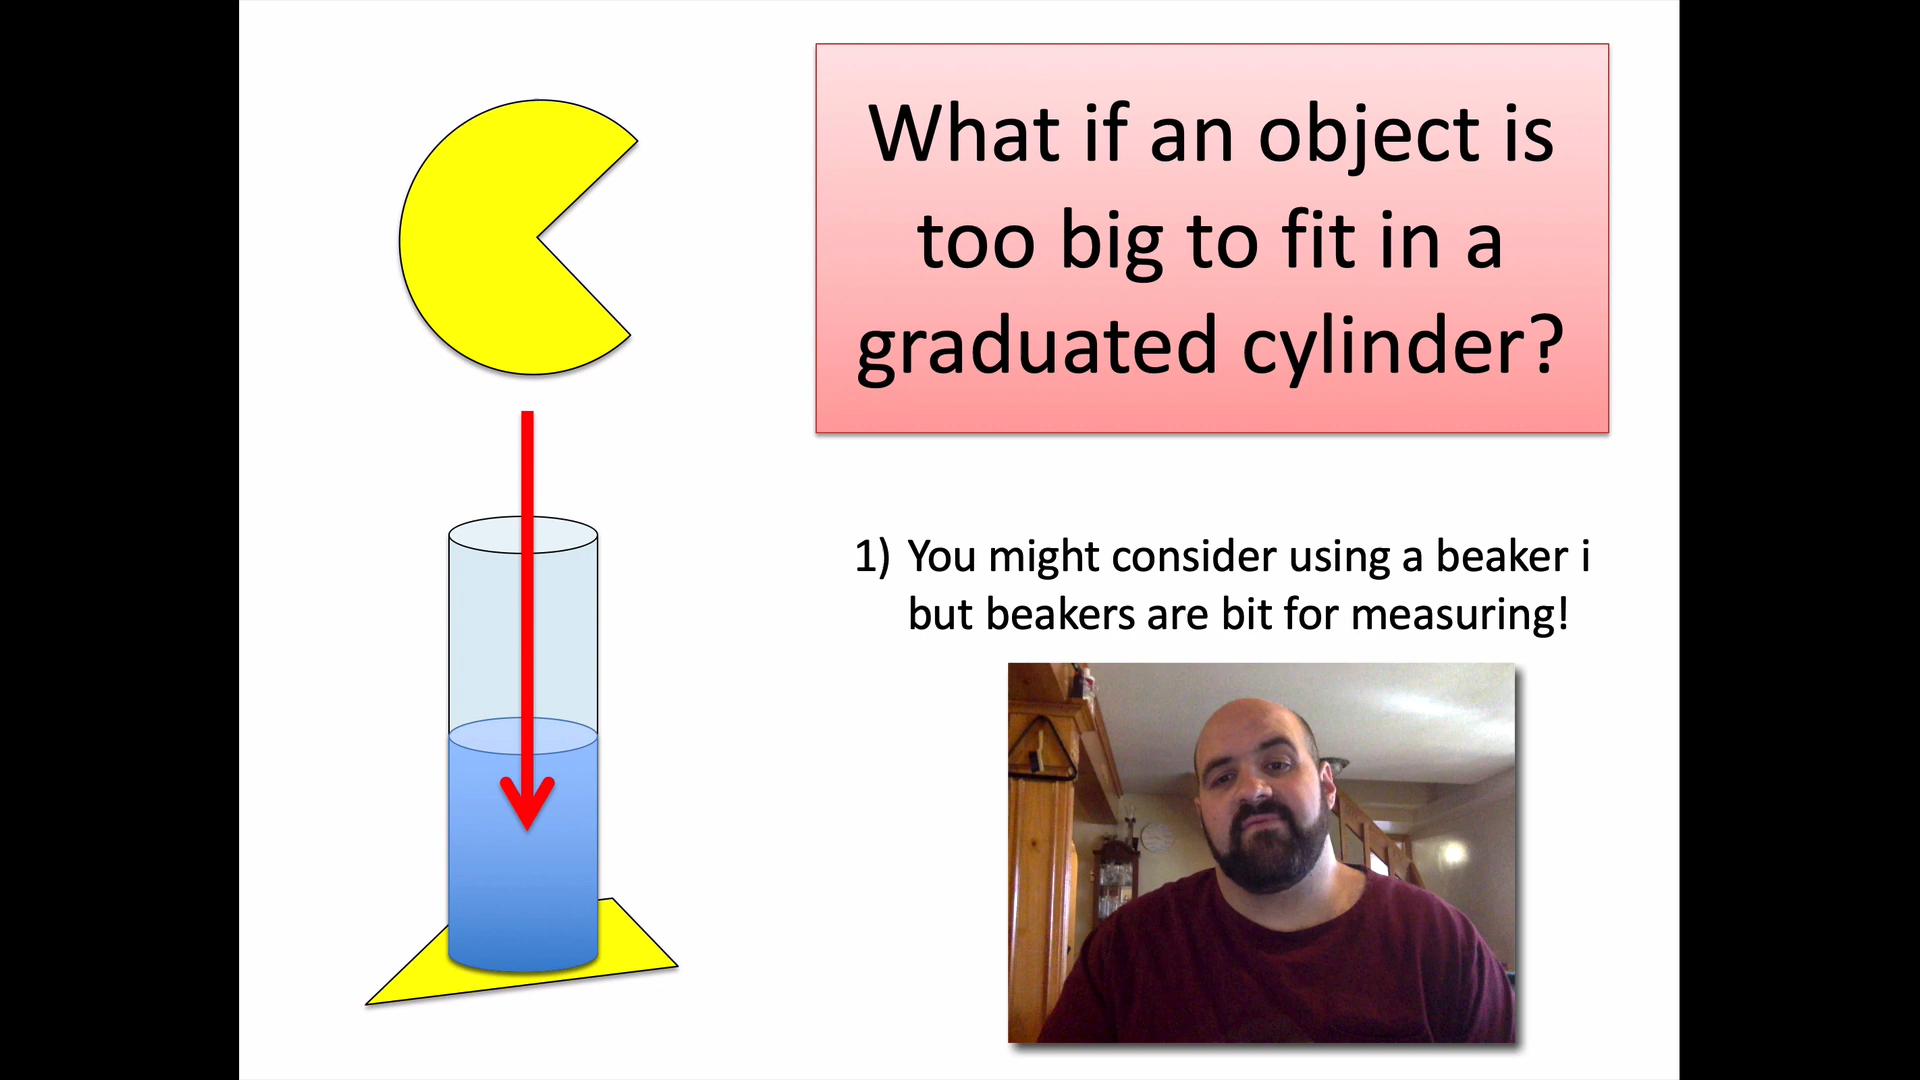 What if an object is
too big to fit in a
graduated cylinder?
1) You might consider using a beaker i
but beakers are bit for measuring!